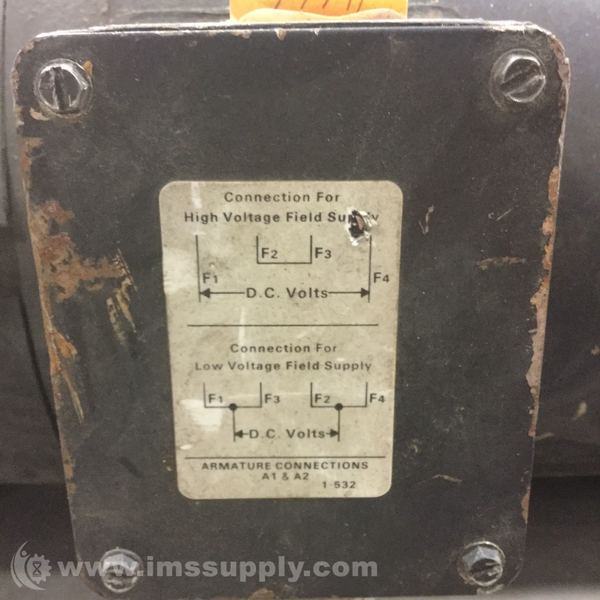 Connection For
High Voltage Field Supply
F2 F3
F1 F4
D.C. Volts
Connection For
Low Voltage Field Supply
F1 F3 F2 F4
D.C. Volts
ARMATURE CONNECTIONS
A1 & A2
1-532
www.imssupply.com